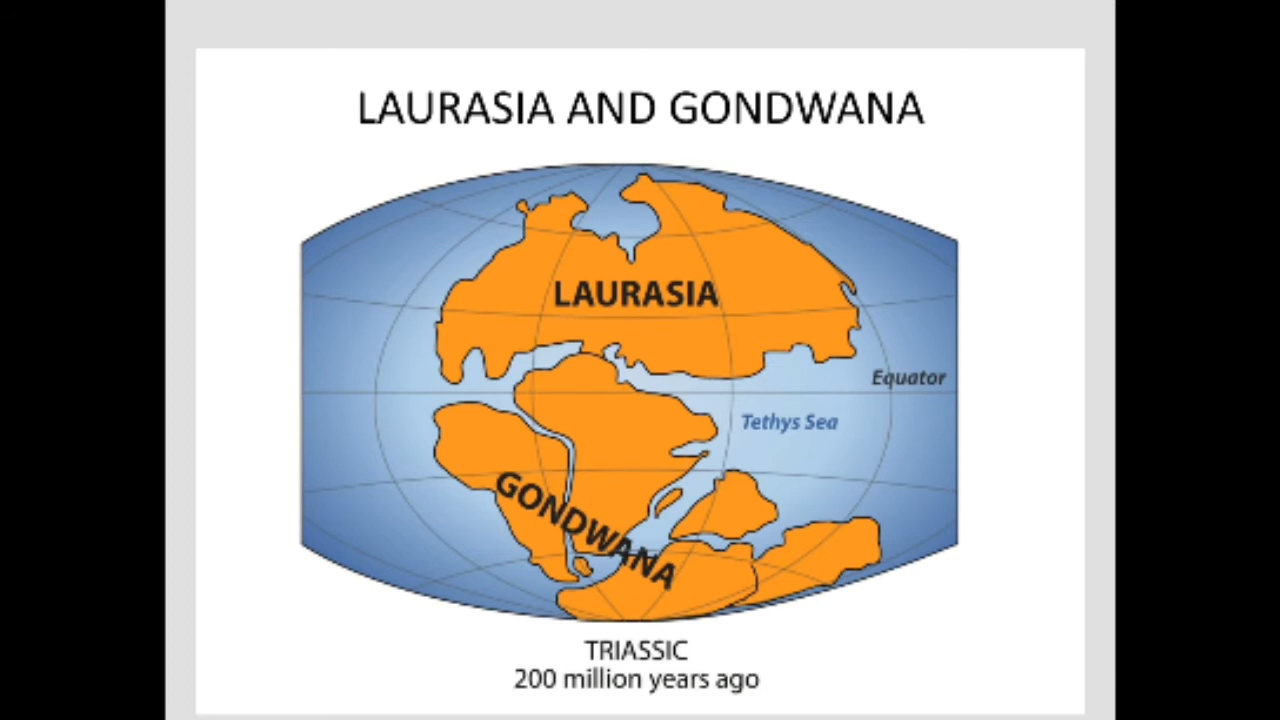 LAURASIA AND GONDWANA
LAURASIA
Equator
Tethys Sea
GONDWANA
TRIASSIC
200 million years ago